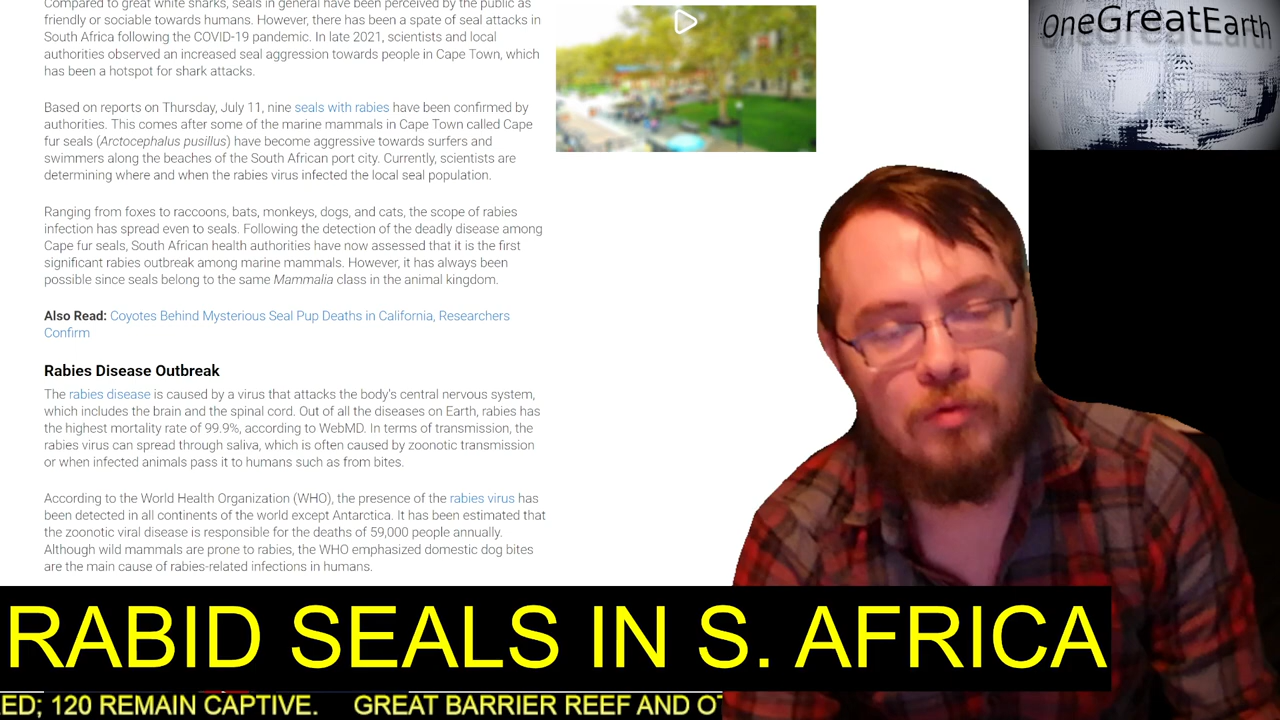 Compared to great white sharks, seals in general have been perceived by the public as
friendly or sociable towards humans. However, there has been a spate of seal attacks in
South Africa following the COVID-19 pandemic. In late 2021, scientists and local
authorities observed an increased seal aggression towards people in Cape Town, which
has been a hotspot for shark attacks.
Based on reports on Thursday, July 11, nine seals with rabies have been confirmed by
authorities. This comes after some of the marine mammals in Cape Town called Cape
fur seals (Arctocephalus pusillus) have become aggressive towards surfers and
swimmers along the beaches of the South African port city. Currently, scientists are
determining where and when the rabies virus infected the local seal population.
Ranging from foxes to raccoons, bats, monkeys, dogs, and cats, the scope of rabies
infection has spread even to seals. Following the detection of the deadly disease among
Cape fur seals, South African health authorities have now assessed that it is the first
significant rabies outbreak among marine mammals. However, it has always been
possible since seals belong to the same Mammalia class in the animal kingdom.
Also Read: Coyotes Behind Mysterious Seal Pup Deaths in California, Researchers
Confirm
Rabies Disease Outbreak
The rabies disease is caused by a virus that attacks the body's central nervous system,
which includes the brain and the spinal cord. Out of all the diseases on Earth, rabies has
the highest mortality rate of 99.9%, according to WebMD. In terms of transmission, the
rabies virus can spread through saliva, which is often caused by zoonotic transmission
or when infected animals pass it to humans such as from bites.
According to the World Health Organization (WHO), the presence of the rabies virus has
been detected in all continents of the world except Antarctica. It has been estimated that
the zoonotic viral disease is responsible for the deaths of 59,000 people annually.
Although wild mammals are prone to rabies, the WHO emphasized domestic dog bites
are the main cause of rabies-related infections in humans.
OneGreatEarth
RABID SEALS IN S. AFRICA
ED; 120 REMAIN CAPTIVE. GREAT BARRIER REEF AND OT